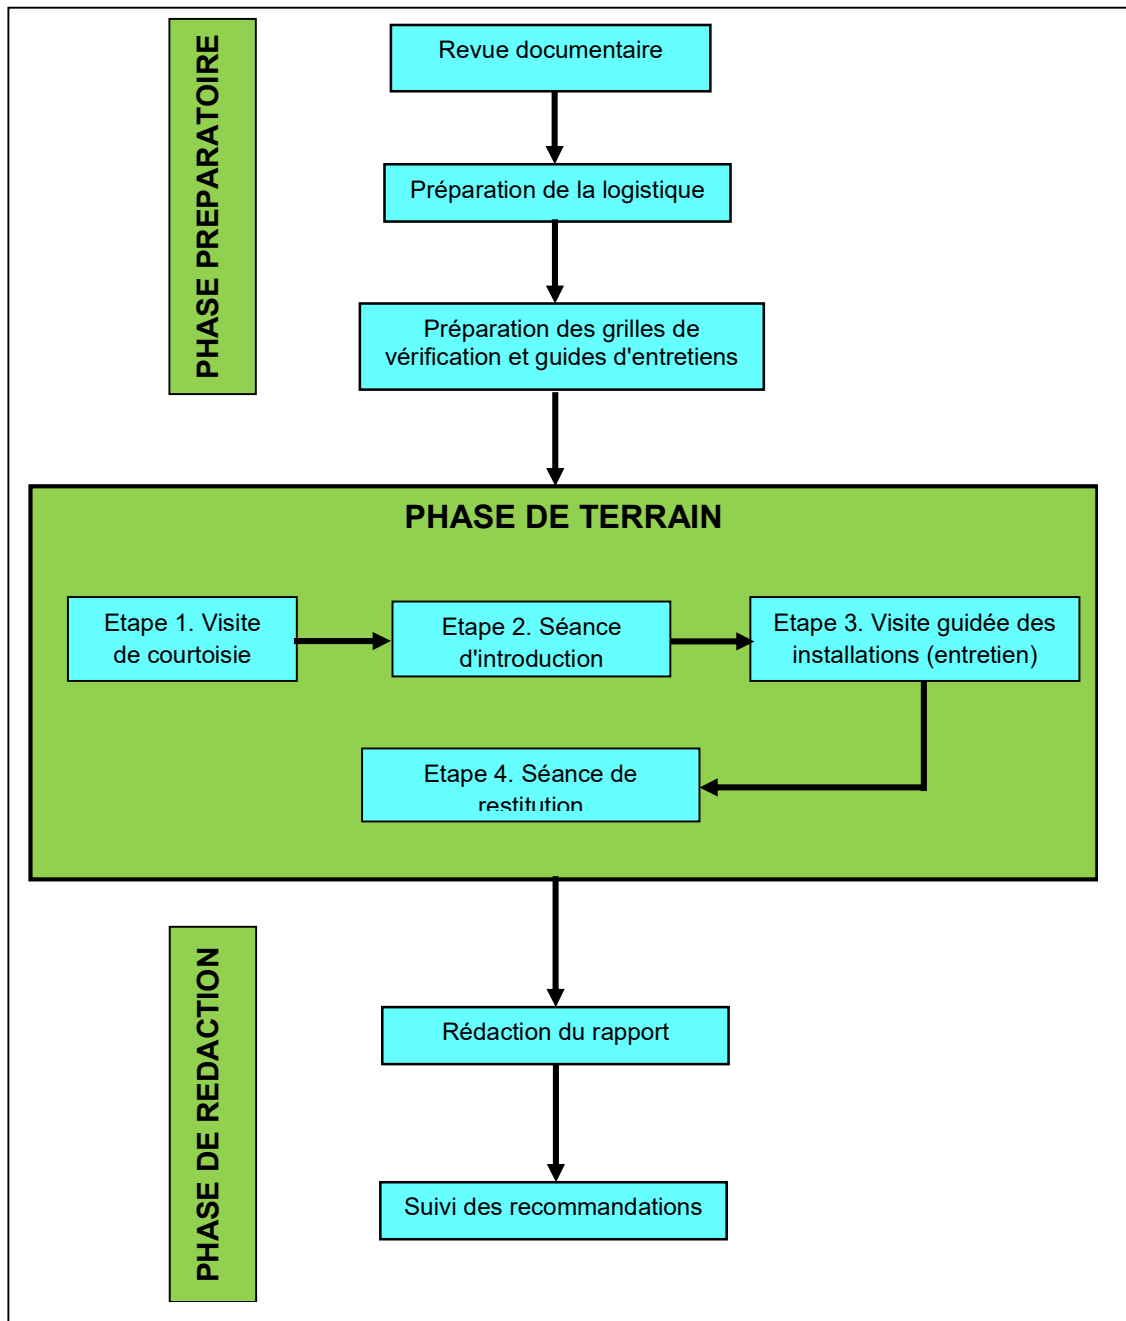 PHASE PREPARATOIRE
Revue documentaire
Préparation de la logistique
Préparation des grilles de
vérification et guides d'entretiens
PHASE DE TERRAIN
Etape 1. Visite
de courtoisie
Etape 2. Séance
d'introduction
Etape 3. Visite guidée des
installations (entretien)
Etape 4. Séance de
restitution
PHASE DE REDACTION
Rédaction du rapport
Suivi des recommandations